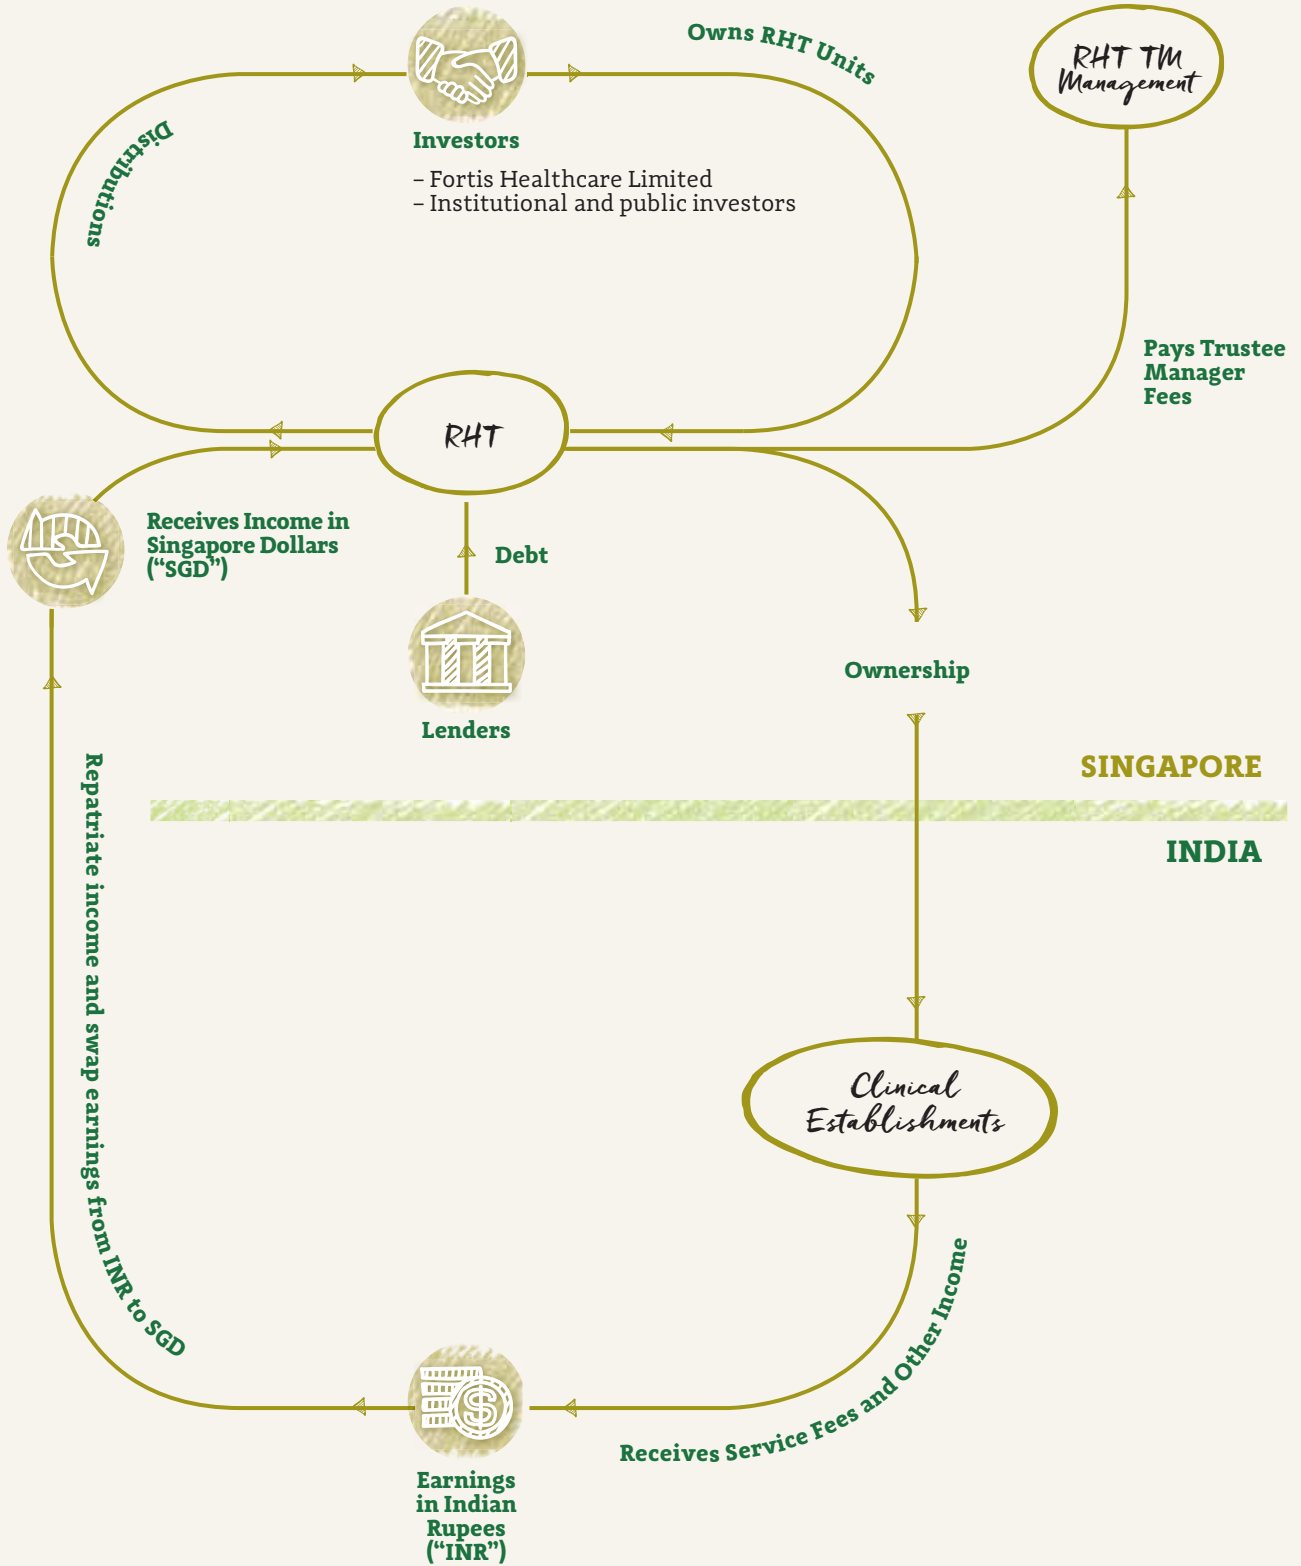 Owns RHT Units
RHT TM
Management
Distributions
Investors
– Fortis Healthcare Limited
– Institutional and public investors
Pays Trustee
Manager
Fees
RHT
Receives Income in
Singapore Dollars
(“SGD”)
Debt
Ownership
Lenders
SINGAPORE
INDIA
Repatriate income and swap earnings from INR to SGD
Clinical
Establishments
Receives Service Fees and Other Income
$
Earnings
in Indian
Rupees
(“INR”)